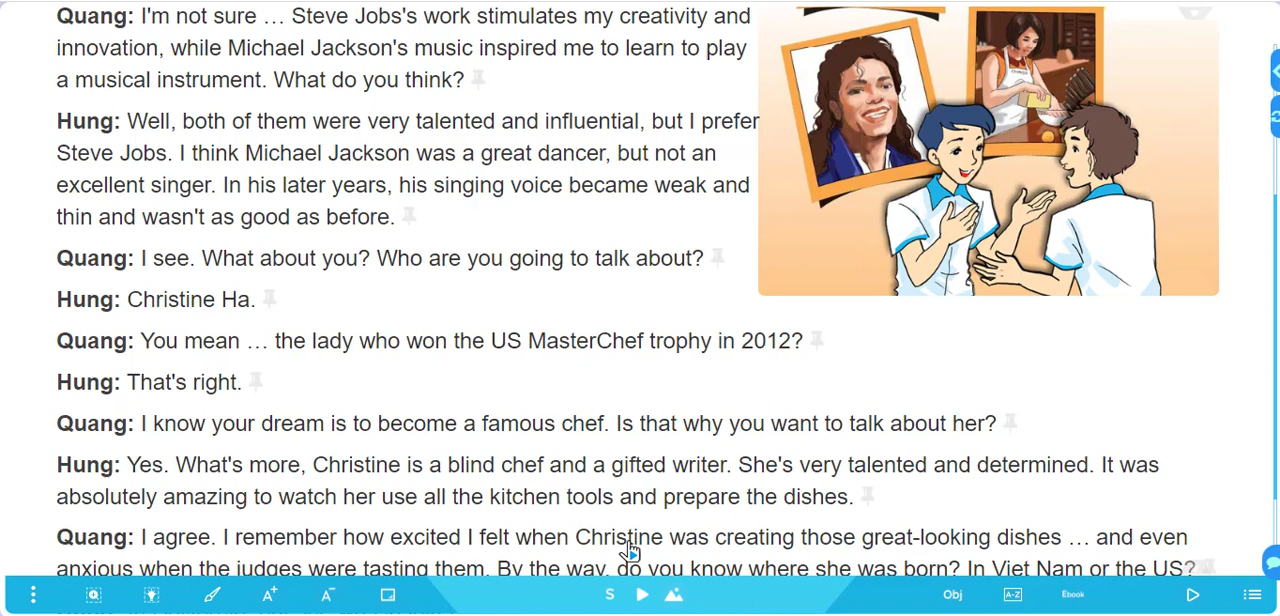 Quang: I'm not sure … Steve Jobs's work stimulates my creativity and
innovation, while Michael Jackson's music inspired me to learn to play
a musical instrument. What do you think?
Hung: Well, both of them were very talented and influential, but I prefer
Steve Jobs. I think Michael Jackson was a great dancer, but not an
excellent singer. In his later years, his singing voice became weak and
thin and wasn't as good as before.
Quang: I see. What about you? Who are you going to talk about?
Hung: Christine Ha.
Quang: You mean … the lady who won the US MasterChef trophy in 2012?
Hung: That's right.
Quang: I know your dream is to become a famous chef. Is that why you want to talk about her?
Hung: Yes. What's more, Christine is a blind chef and a gifted writer. She's very talented and determined. It was
absolutely amazing to watch her use all the kitchen tools and prepare the dishes.
Quang: I agree. I remember how excited I felt when Christine was creating those great-looking dishes … and even
anxious when the judges were tasting them. By the way, do you know where she was born? In Viet Nam or the US?
A+ A- S Obj A-Z Ebook